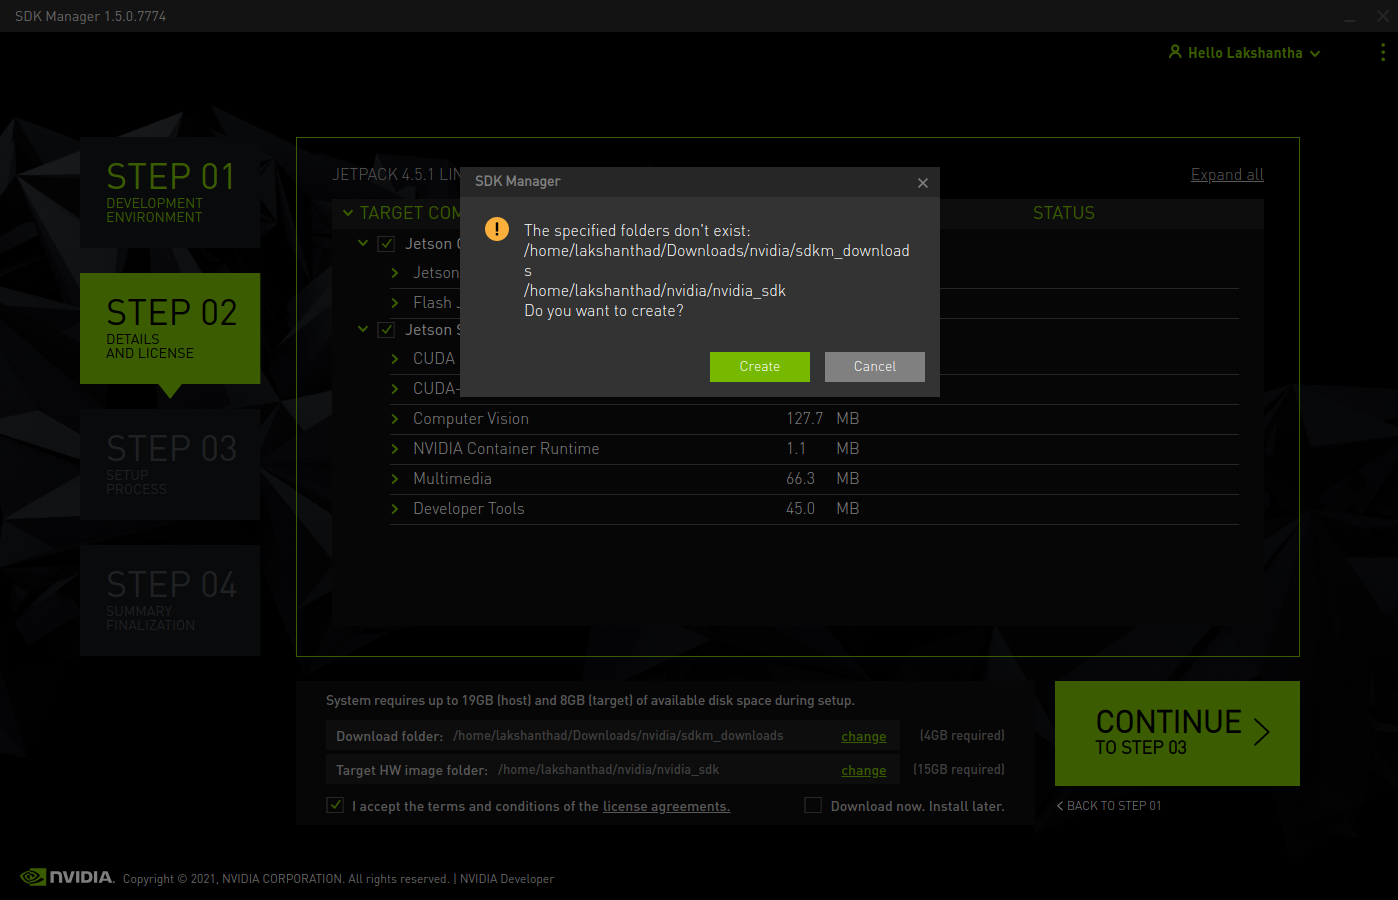 SDK Manager 1.5.0.7774
Hello Lakshantha
STEP 01
DEVELOPMENT
ENVIRONMENT
STEP 02
DETAILS
AND LICENSE
STEP 03
SETUP
PROCESS
STEP 04
SUMMARY
FINALIZATION
JETPACK 4.5.1 LIN
Expand all
TARGET COM
STATUS
Jetson
Jetson
Flash
Jetson
CUDA
CUDA-
Computer Vision 127.7 MB
NVIDIA Container Runtime 1.1 MB
Multimedia 66.3 MB
Developer Tools 45.0 MB
SDK Manager
The specified folders don't exist:
/home/lakshanthad/Downloads/nvidia/sdkm_download
s
/home/lakshanthad/nvidia/nvidia_sdk
Do you want to create?
Create Cancel
System requires up to 19GB (host) and 8GB (target) of available disk space during setup.
Download folder: /home/lakshanthad/Downloads/nvidia/sdkm_downloads change (4GB required)
Target HW image folder: /home/lakshanthad/nvidia/nvidia_sdk change (15GB required)
I accept the terms and conditions of the license agreements. Download now. Install later.
CONTINUE
TO STEP 03
BACK TO STEP 01
NVIDIA. Copyright © 2021, NVIDIA CORPORATION. All rights reserved. | NVIDIA Developer